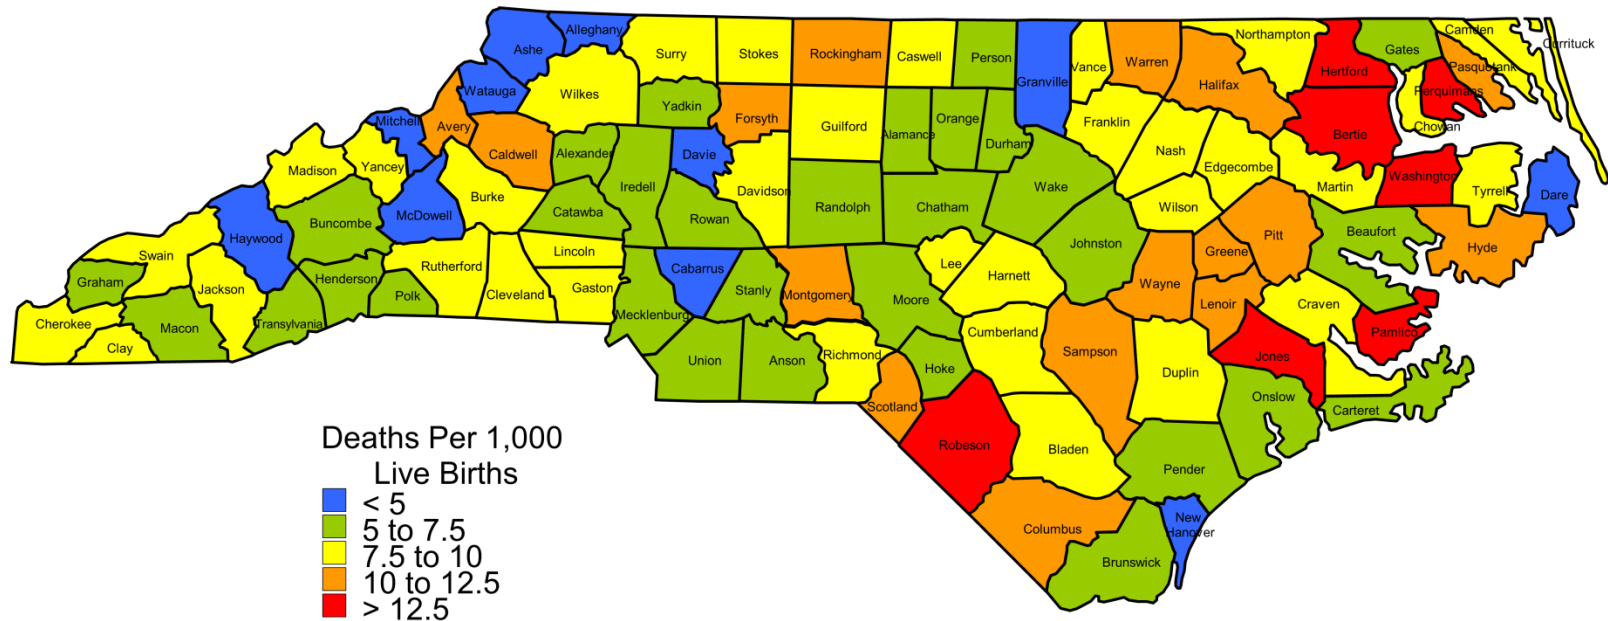 Ashe
Alleghany
Surry
Stokes
Rockingham
Caswell
Person
Granville
Vance
Warren
Northampton
Hertford
Gates
Camden
Currituck
Pasquotank
Perquimans
Chowan
Watauga
Wilkes
Yadkin
Forsyth
Guilford
Alamance
Orange
Durham
Franklin
Halifax
Bertie
Mitchell
Avery
Caldwell
Alexander
Iredell
Davie
Davidson
Nash
Edgecombe
Martin
Washington
Tyrrell
Dare
Madison
Yancey
Burke
McDowell
Catawba
Rowan
Randolph
Chatham
Wake
Wilson
Buncombe
Haywood
Swain
Rutherford
Lincoln
Cabarrus
Johnston
Greene
Pitt
Beaufort
Hyde
Graham
Jackson
Henderson
Polk
Cleveland
Gaston
Stanly
Montgomery
Moore
Lee
Harnett
Wayne
Lenoir
Craven
Pamlico
Cherokee
Clay
Macon
Transylvania
Mecklenburg
Union
Anson
Richmond
Cumberland
Sampson
Duplin
Jones
Hoke
Scotland
Onslow
Carteret
Robeson
Bladen
Pender
Columbus
New
Hanover
Brunswick
Deaths Per 1,000
Live Births
< 5
5 to 7.5
7.5 to 10
10 to 12.5
> 12.5